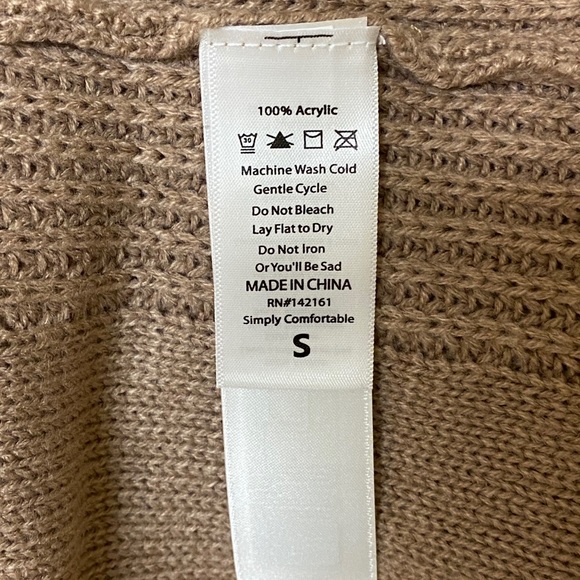 100% Acrylic
30
Machine Wash Cold
Gentle Cycle
Do Not Bleach
Lay Flat to Dry
Do Not Iron
Or You'll Be Sad
MADE IN CHINA
RN#142161
Simply Comfortable
S